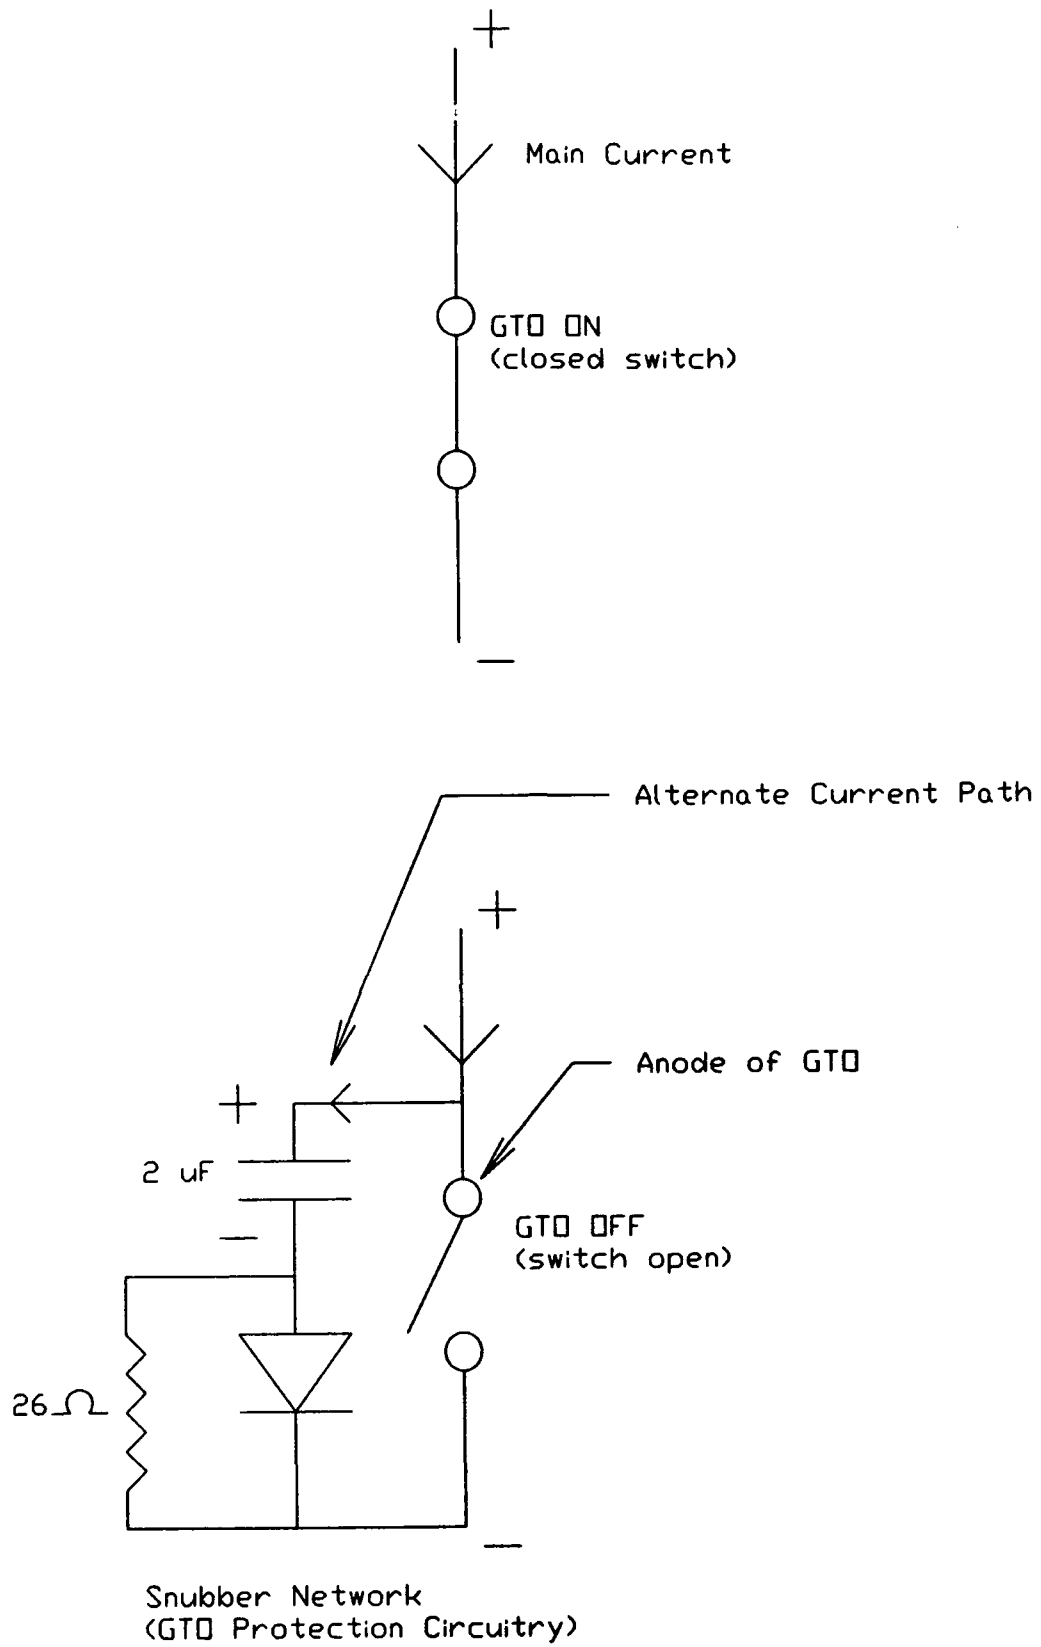 +
Main Current
GTO ON
(closed switch)
—
Alternate Current Path
+
Anode of GTO
+
2 uF
—
GTO OFF
(switch open)
26Ω
—
Snubber Network
(GTO Protection Circuitry)